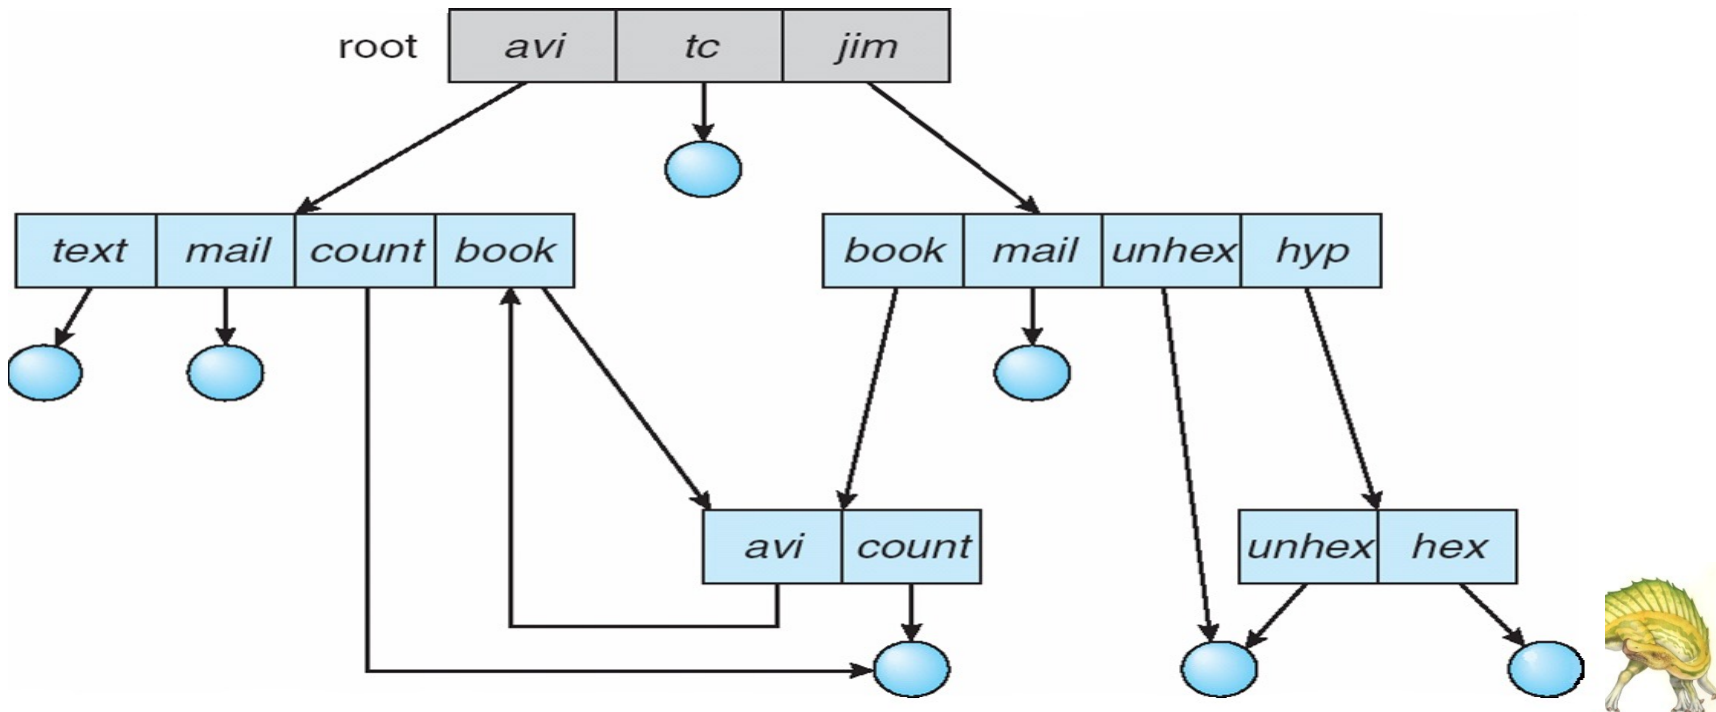 root avi tc jim
text mail count book book mail unhex hyp
avi count unhex hex